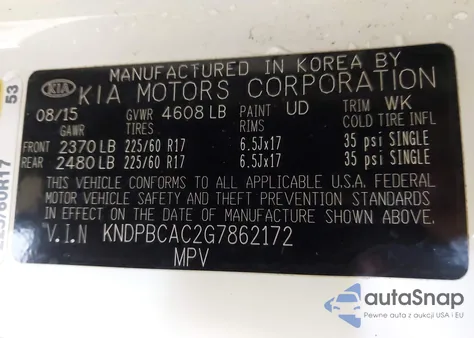 MANUFACTURED IN KOREA BY
KIA KIA MOTORS CORPORATION
08/15 GVWR 4608 LB PAINT UD TRIM WK
GAWR TIRES RIMS COLD TIRE INFL
FRONT 2370 LB 225/60 R17 6.5Jx17 35 psi SINGLE
REAR 2480 LB 225/60 R17 6.5Jx17 35 psi SINGLE
THIS VEHICLE CONFORMS TO ALL APPLICABLE U.S.A. FEDERAL
MOTOR VEHICLE SAFETY AND THEFT PREVENTION STANDARDS
IN EFFECT ON THE DATE OF MANUFACTURE SHOWN ABOVE.
V.I.N KNDPBCAC2G7862172
MPV
53
225/60R17
autoSnap
Pewne auta z aukcji USA i EU